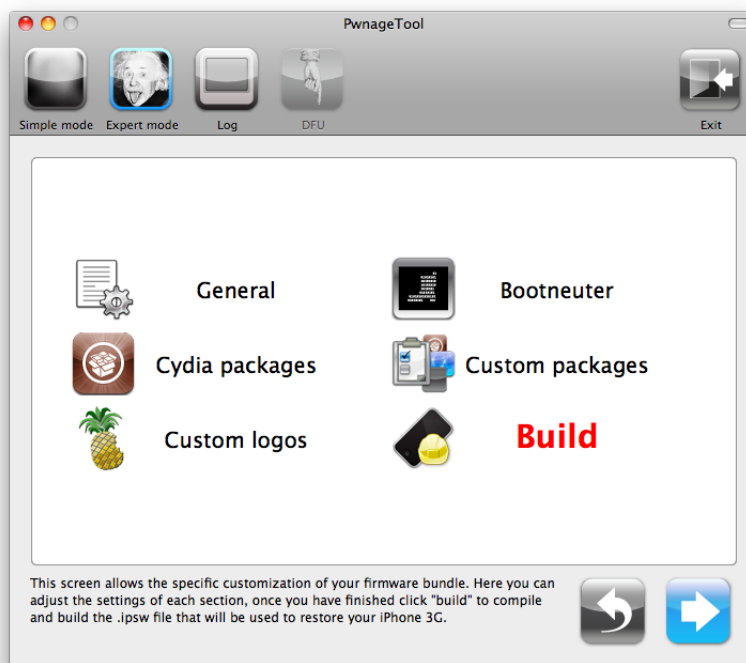 PwnageTool
Simple mode
Expert mode
Log
DFU
Exit
General
Bootneuter
Cydia packages
Custom packages
Custom logos
Build
This screen allows the specific customization of your firmware bundle. Here you can
adjust the settings of each section, once you have finished click "build" to compile
and build the .ipsw file that will be used to restore your iPhone 3G.